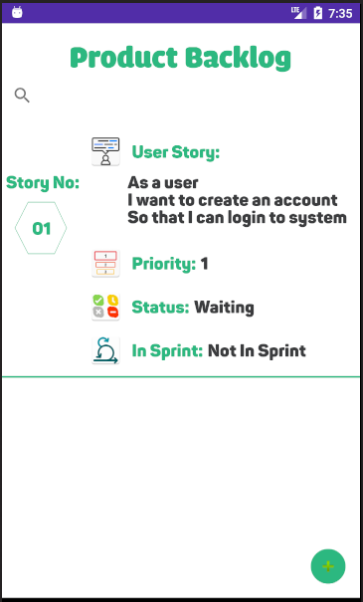 LTE 7:35
Product Backlog
User Story:
Story No:
As a user
I want to create an account
So that I can login to system
01
Priority: 1
Status: Waiting
In Sprint: Not In Sprint
+